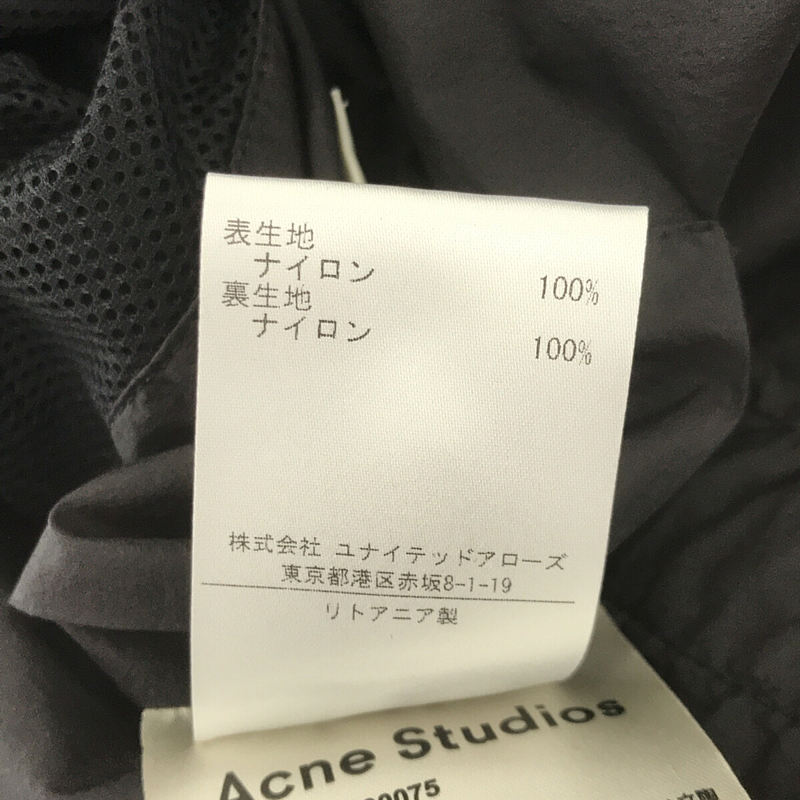 表生地
ナイロン 100%
裏生地
ナイロン 100%
株式会社 ユナイテッドアローズ
東京都港区赤坂8-1-19
リトアニア製
Acne Studios